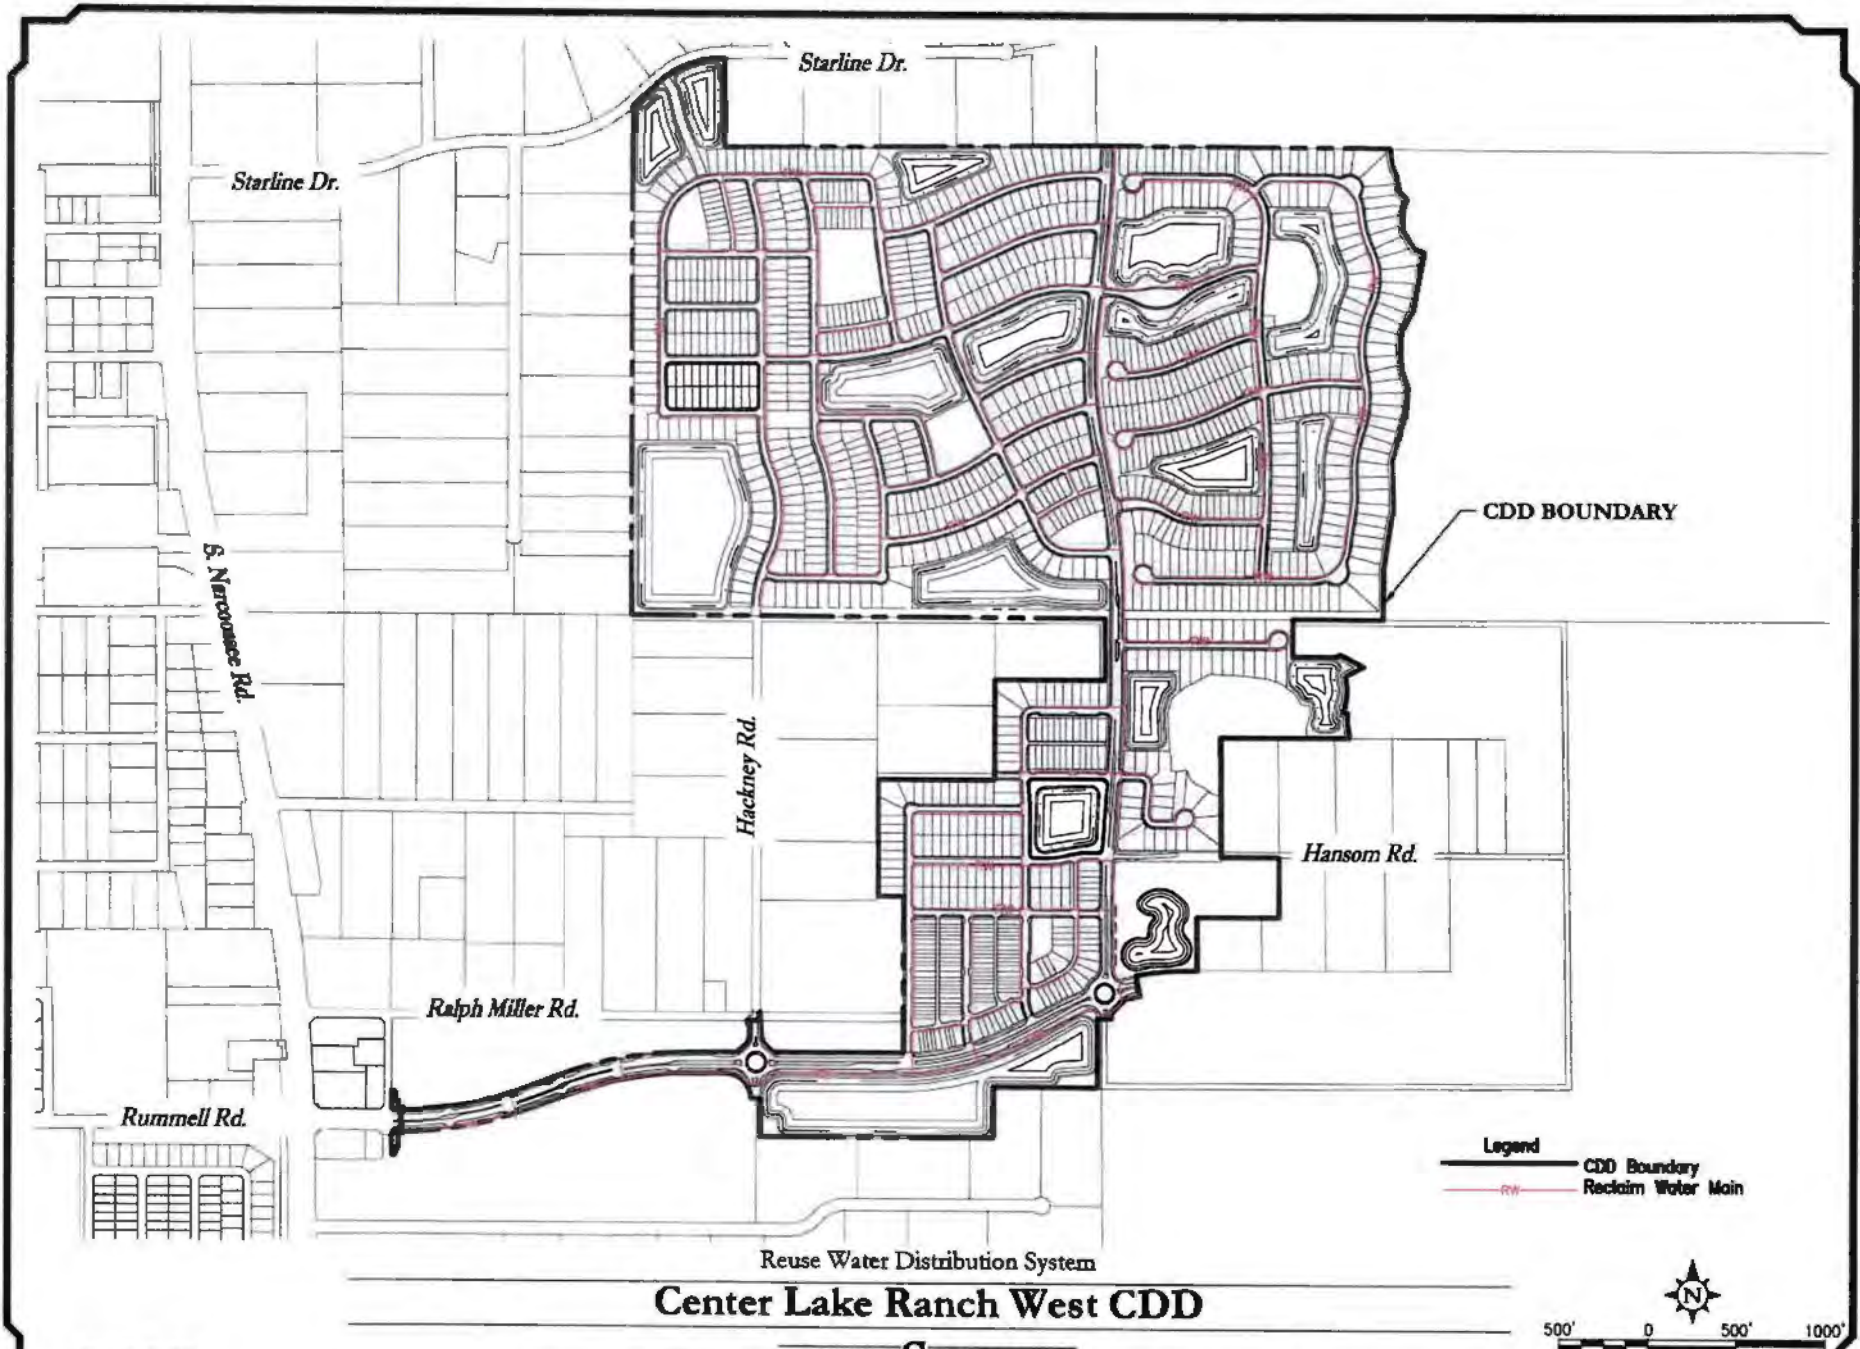 Starline Dr.
Starline Dr.
CDD BOUNDARY
S. Narcoossee Rd.
Hackney Rd.
Hansom Rd.
Ralph Miller Rd.
Rummell Rd.
Legend
CDD Boundary
RW
Reclaim Water Main
Reuse Water Distribution System
Center Lake Ranch West CDD
N
500' 0 500' 1000'